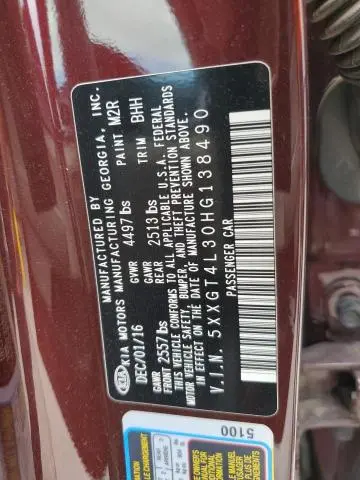 MANUFACTURED BY
KIA KIA MOTORS MANUFACTURING GEORGIA, INC.
DEC/01/16 GVWR 4497 lbs PAINT M2R
GAWR FRONT 2557 lbs GAWR REAR 2513 lbs TRIM BHH
THIS VEHICLE CONFORMS TO ALL APPLICABLE U.S.A. FEDERAL
MOTOR VEHICLE SAFETY, BUMPER, AND THEFT PREVENTION STANDARDS
IN EFFECT ON THE DATE OF MANUFACTURE SHOWN ABOVE.
V.I.N. 5XXGT4L30HG138490
PASSENGER CAR
5100